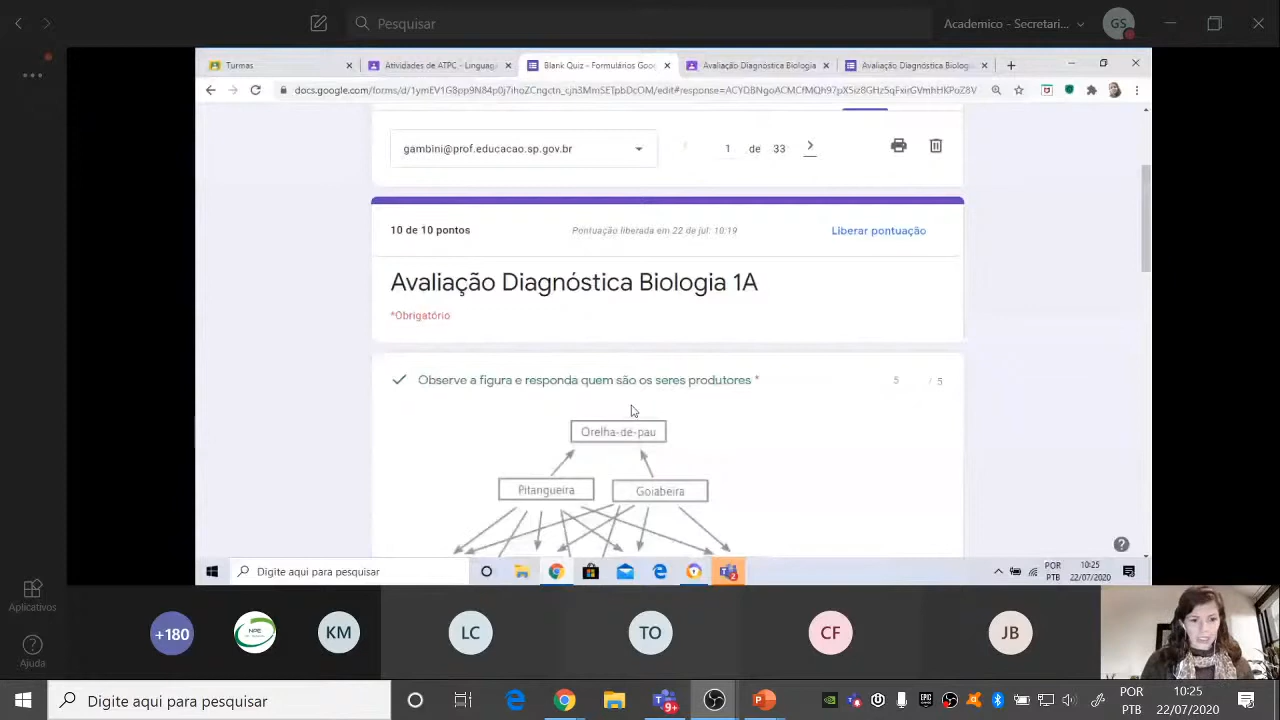 Pesquisar
Academico - Secretari...
GS
Turmas
Atividades de ATPC - Linguag
Blank Quiz - Formulários Goo
Avaliação Diagnóstica Biologia
Avaliação Diagnóstica Biologi
gambini@prof.educacao.sp.gov.br
1 de 33
10 de 10 pontos
Pontuação liberada em 22 de jul. 10:19
Liberar pontuação
Avaliação Diagnóstica Biologia 1A
*Obrigatório
Observe a figura e responda quem são os seres produtores *
5 / 5
Orelha-de-pau
Pitangueira
Goiabeira
Digite aqui para pesquisar
POR
PTB
10:25
22/07/2020
Aplicativos
Ajuda
+180
NPE
KM
LC
TO
CF
JB
Digite aqui para pesquisar
9+
POR
PTB
10:25
22/07/2020